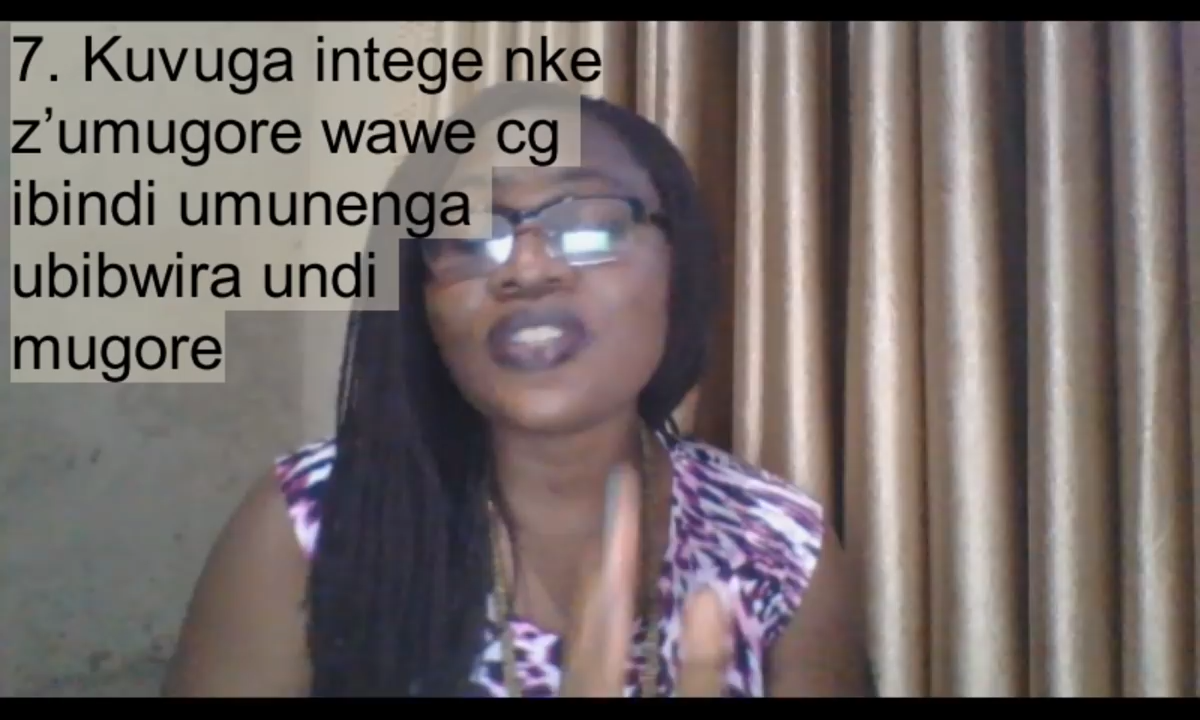 7. Kuvuga intege nke
z’umugore wawe cg
ibindi umunenga
ubibwira undi
mugore